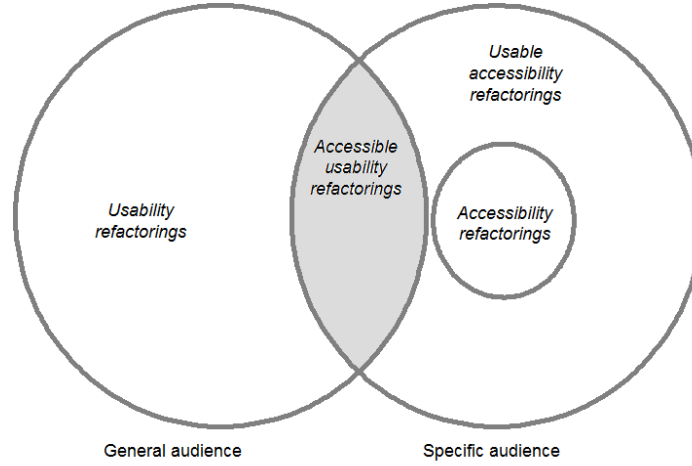 Usable
accessibility
refactorings
Accessible
usability
refactorings
Usability
refactorings
Accessibility
refactorings
General audience
Specific audience